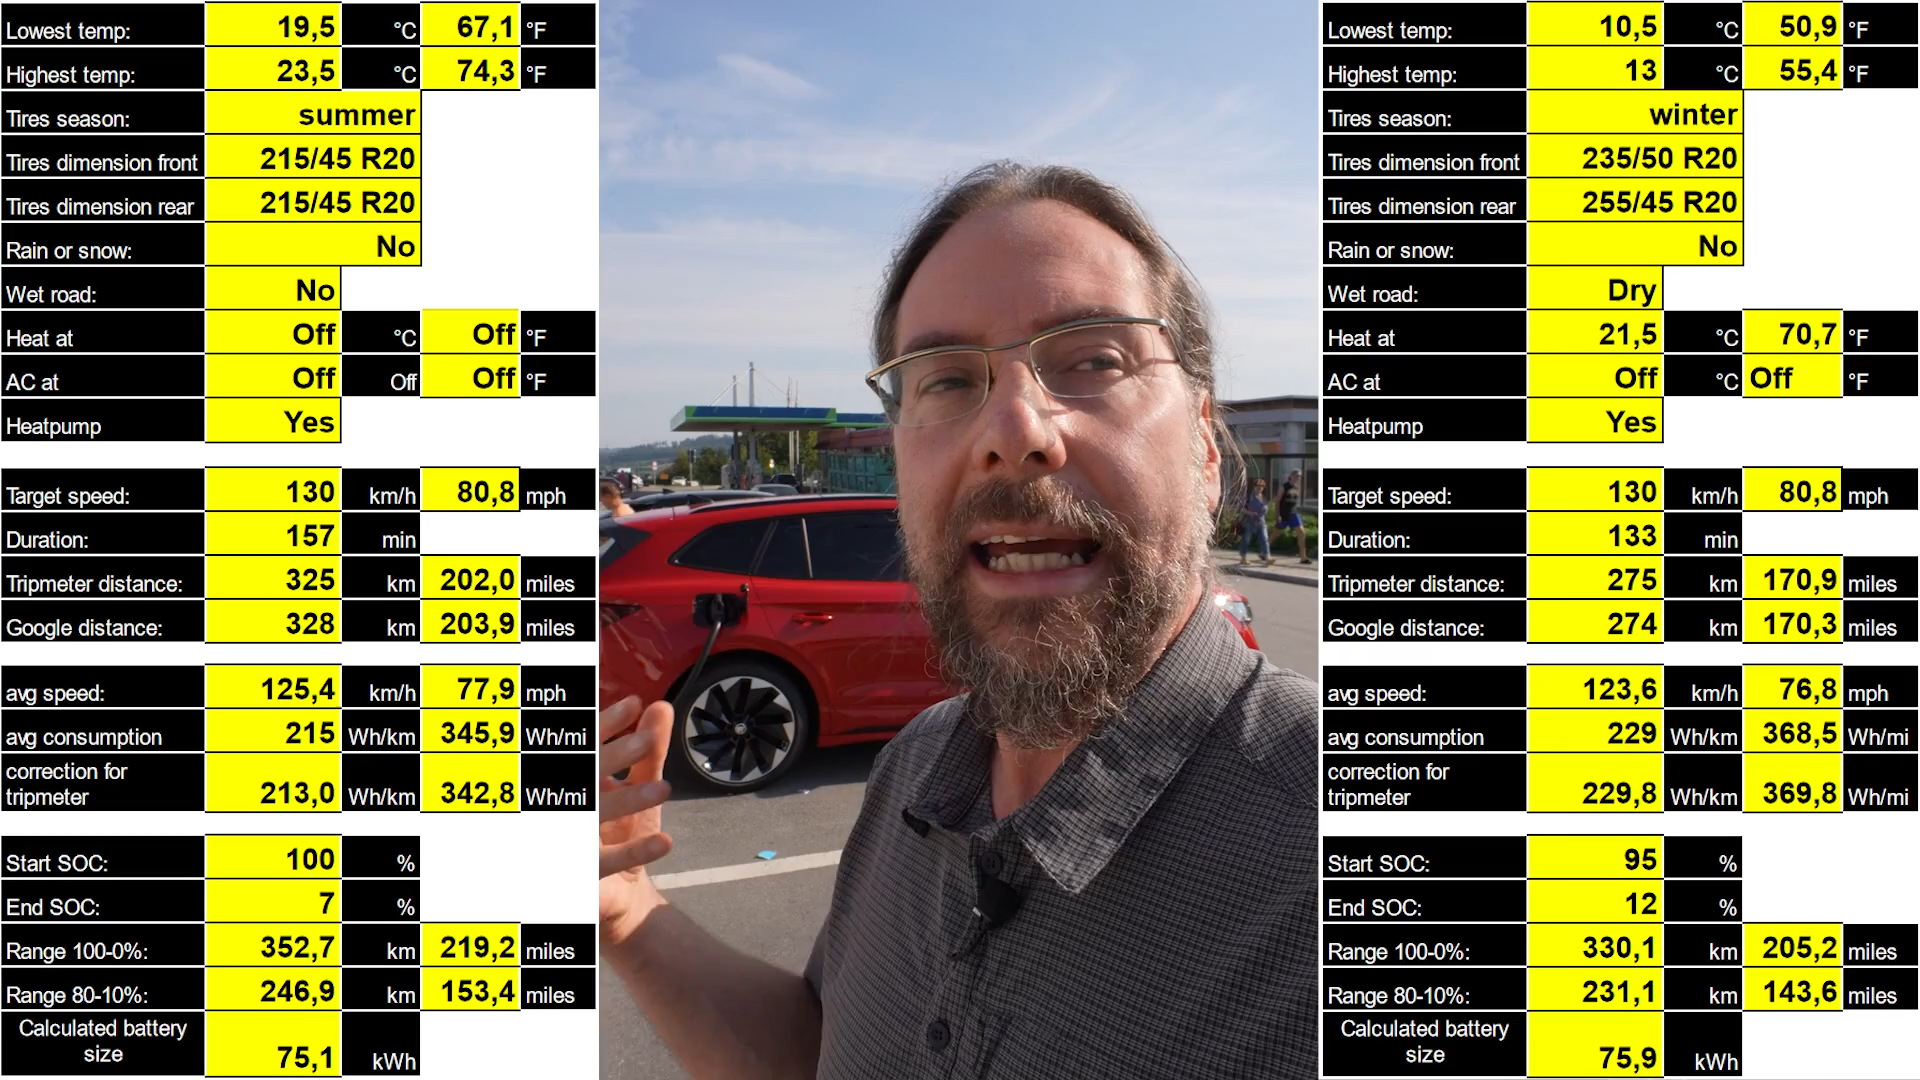 Lowest temp: 19,5 °C 67,1 °F
Highest temp: 23,5 °C 74,3 °F
Tires season: summer
Tires dimension front 215/45 R20
Tires dimension rear 215/45 R20
Rain or snow: No
Wet road: No
Heat at Off °C Off °F
AC at Off Off Off °F
Heatpump Yes
Target speed: 130 km/h 80,8 mph
Duration: 157 min
Tripmeter distance: 325 km 202,0 miles
Google distance: 328 km 203,9 miles
avg speed: 125,4 km/h 77,9 mph
avg consumption 215 Wh/km 345,9 Wh/mi
correction for
tripmeter 213,0 Wh/km 342,8 Wh/mi
Start SOC: 100 %
End SOC: 7 %
Range 100-0%: 352,7 km 219,2 miles
Range 80-10%: 246,9 km 153,4 miles
Calculated battery
size 75,1 kWh
Lowest temp: 10,5 °C 50,9 °F
Highest temp: 13 °C 55,4 °F
Tires season: winter
Tires dimension front 235/50 R20
Tires dimension rear 255/45 R20
Rain or snow: No
Wet road: Dry
Heat at 21,5 °C 70,7 °F
AC at Off °C Off °F
Heatpump Yes
Target speed: 130 km/h 80,8 mph
Duration: 133 min
Tripmeter distance: 275 km 170,9 miles
Google distance: 274 km 170,3 miles
avg speed: 123,6 km/h 76,8 mph
avg consumption 229 Wh/km 368,5 Wh/mi
correction for
tripmeter 229,8 Wh/km 369,8 Wh/mi
Start SOC: 95 %
End SOC: 12 %
Range 100-0%: 330,1 km 205,2 miles
Range 80-10%: 231,1 km 143,6 miles
Calculated battery
size 75,9 kWh